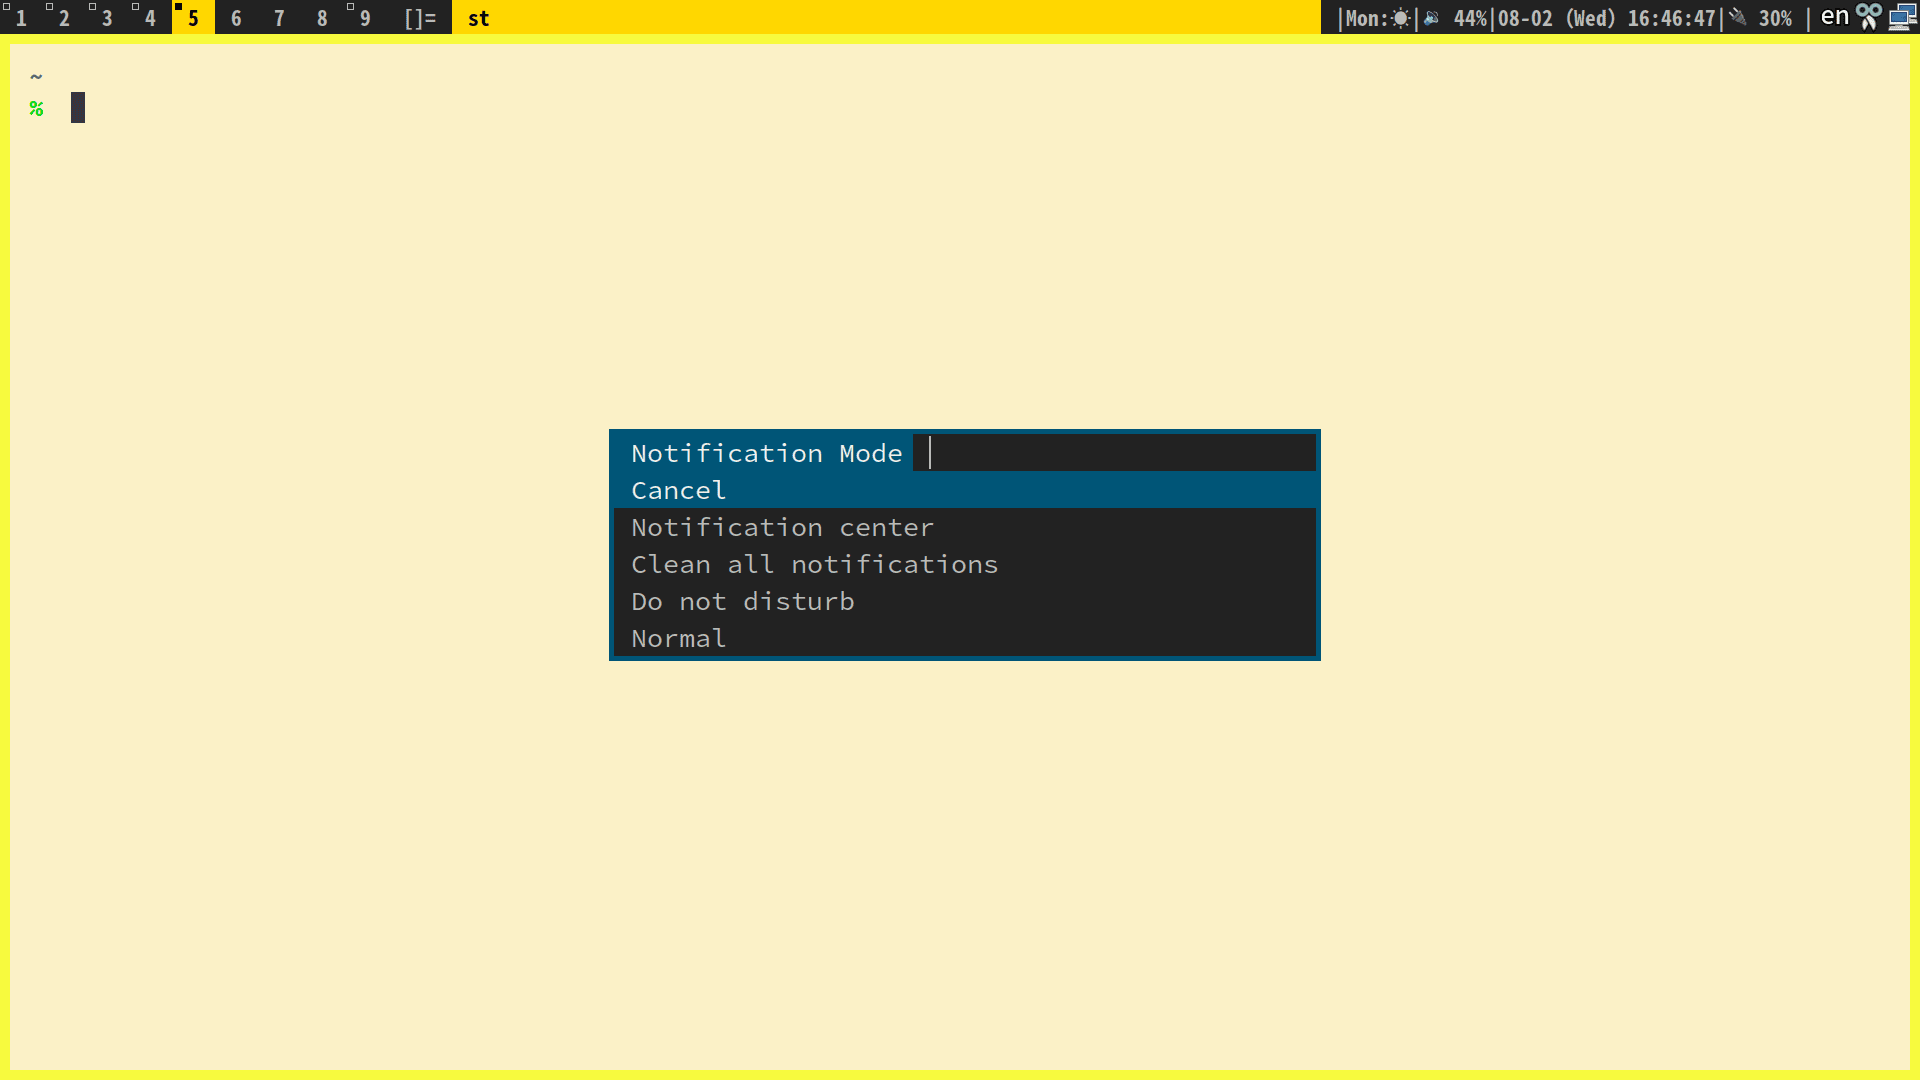 1 2 3 4 5 6 7 8 9 []= st |Mon:☀|🔉 44%|08-02 (Wed) 16:46:47|🔌 30% | en
~
%
Notification Mode
Cancel
Notification center
Clean all notifications
Do not disturb
Normal